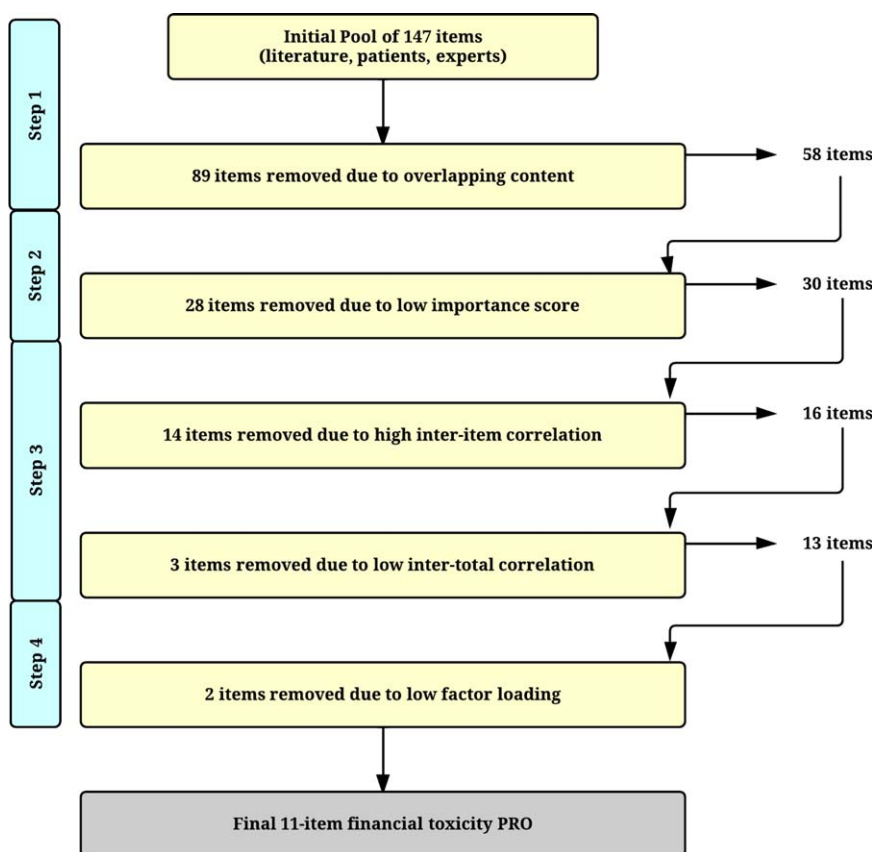 Step 1
Initial Pool of 147 items
(literature, patients, experts)
89 items removed due to overlapping content
58 items
Step 2
28 items removed due to low importance score
30 items
Step 3
14 items removed due to high inter-item correlation
16 items
3 items removed due to low inter-total correlation
13 items
Step 4
2 items removed due to low factor loading
Final 11-item financial toxicity PRO